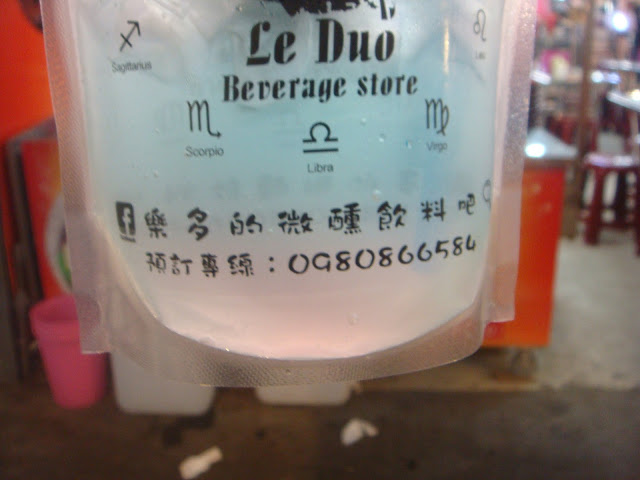 Le Duo
Beverage store
Sagittarius
Leo
Scorpio
Virgo
Libra
樂多的微醺飲料吧
預訂專線：0980866584